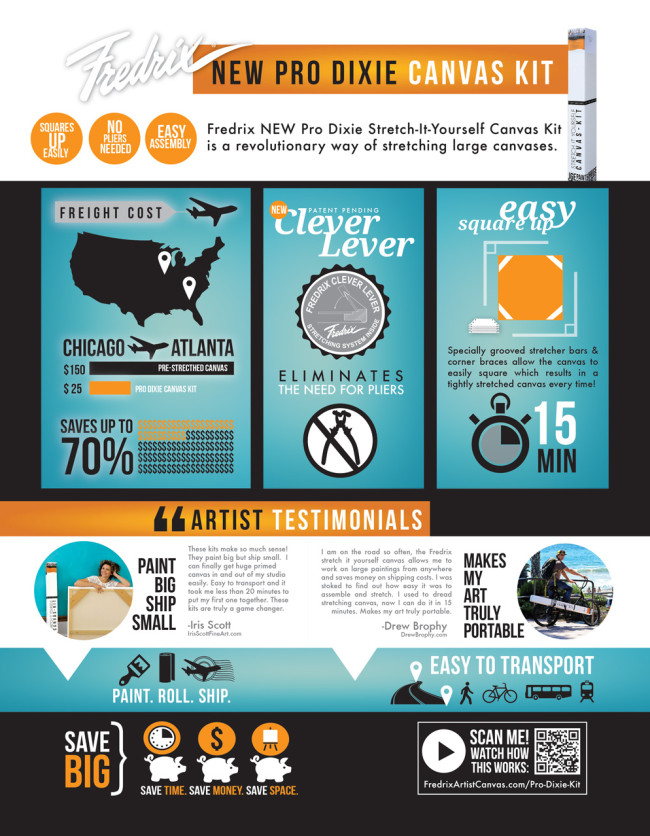 Fredrix
NEW PRO DIXIE CANVAS KIT
SQUARES
UP
EASILY
NO
PLIERS
NEEDED
EASY
ASSEMBLY
Fredrix NEW Pro Dixie Stretch-It-Yourself Canvas Kit
is a revolutionary way of stretching large canvases.
CANVAS-KIT
FREIGHT COST
CHICAGO ATLANTA
$150 PRE-STRECTHED CANVAS
$25 PRO DIXIE CANVAS KIT
SAVES UP TO
70%
NEW
PATENT PENDING
Clever
Lever
FREDRIX CLEVER LEVER
Fredrix
STRETCHING SYSTEM INSIDE
ELIMINATES
THE NEED FOR PLIERS
easy
square up
Specially grooved stretcher bars &
corner braces allow the canvas to
easily square which results in a
tightly stretched canvas every time!
15
MIN
ARTIST TESTIMONIALS
PAINT
BIG
SHIP
SMALL
These kits make so much sense!
They paint big but ship small. I
can finally get huge primed
canvas in and out of my studio
easily. Easy to transport and it
took me less than 20 minutes to
put my first one together. These
kits are truly a game changer.
-Iris Scott
IrisScottFineArt.com
I am on the road so often, the Fredrix
stretch it yourself canvas allows me to
work on large paintings from anywhere
and saves money on shipping costs. I was
stoked to find out how easy it was to
assemble and stretch. I used to dread
stretching canvas, now I can do it in 15
minutes. Makes my art truly portable.
-Drew Brophy
DrewBrophy.com
MAKES
MY
ART
TRULY
PORTABLE
PAINT. ROLL. SHIP.
EASY TO TRANSPORT
SAVE
BIG
$
SAVE TIME. SAVE MONEY. SAVE SPACE.
SCAN ME!
WATCH HOW
THIS WORKS:
FredrixArtistCanvas.com/Pro-Dixie-Kit